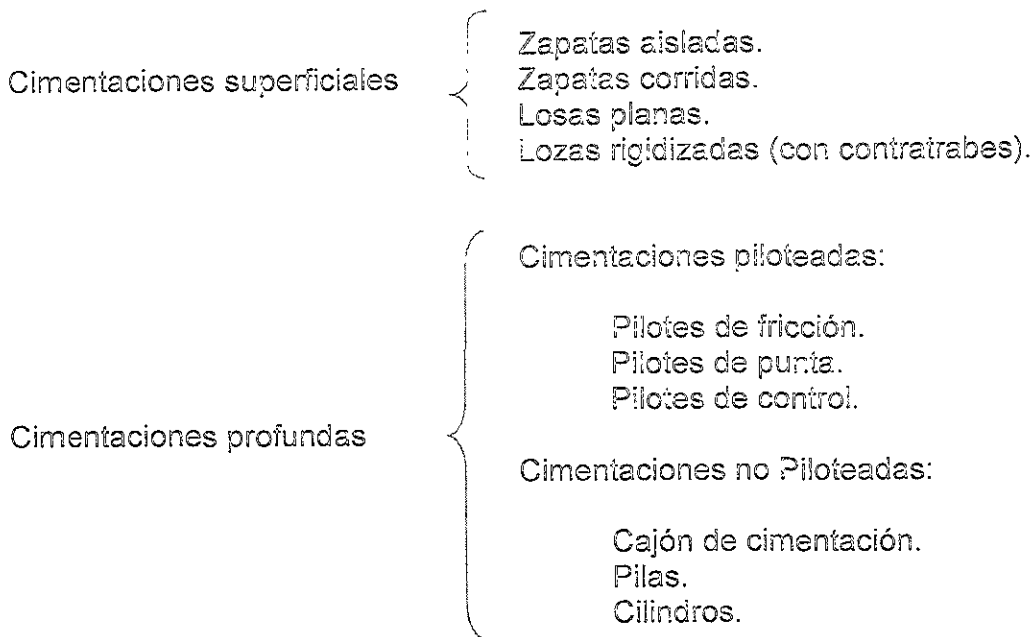 Cimentaciones superficiales
Zapatas aisladas.
Zapatas corridas.
Losas planas.
Lozas rigidizadas (con contratrabes).
Cimentaciones profundas
Cimentaciones piloteadas:
Pilotes de fricción.
Pilotes de punta.
Pilotes de control.
Cimentaciones no Piloteadas:
Cajón de cimentación.
Pilas.
Cilindros.